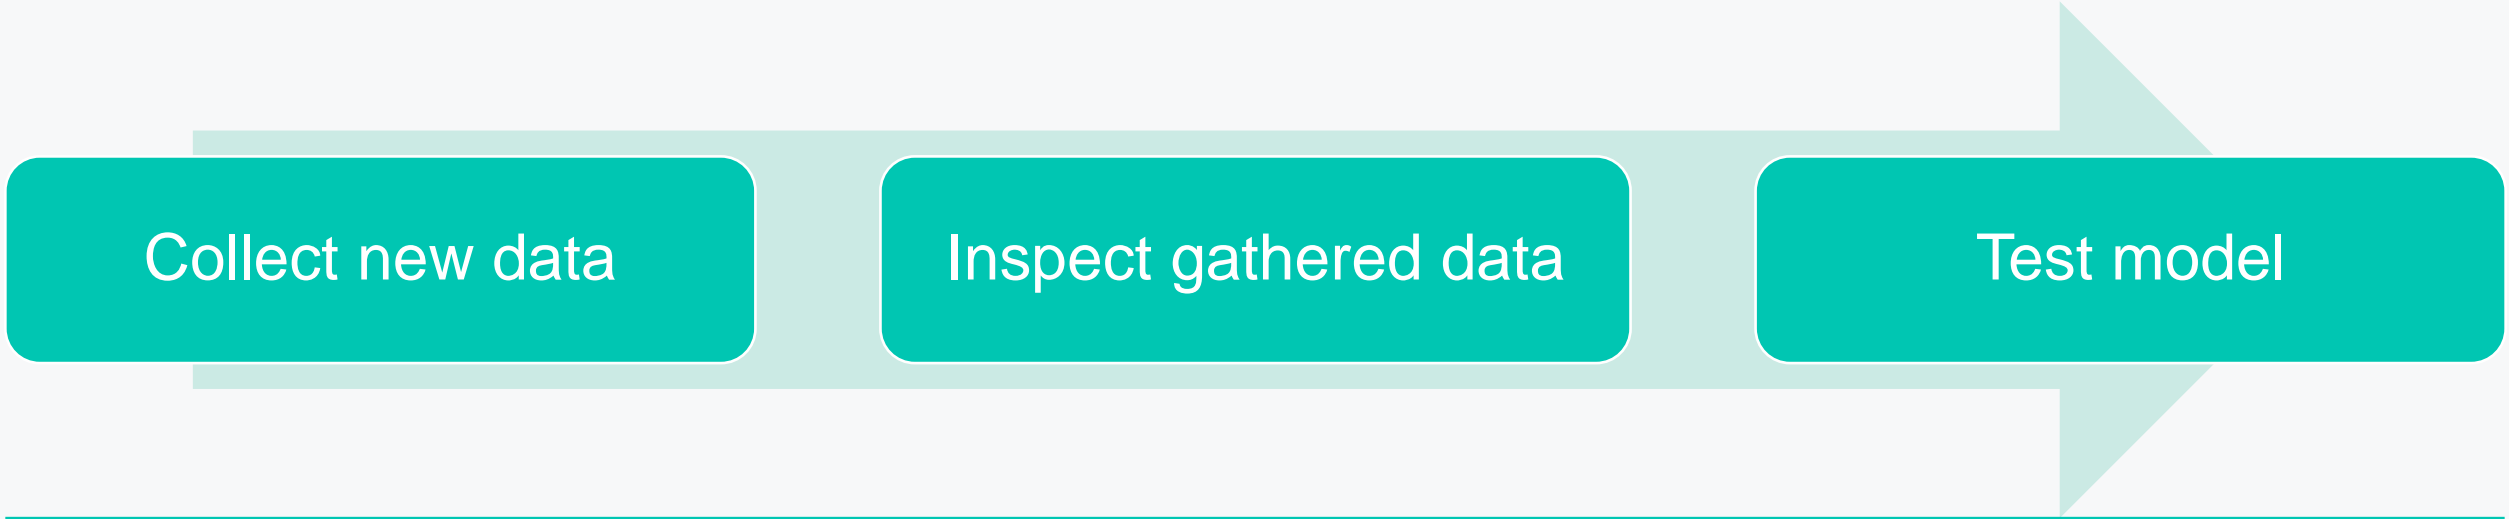 Collect new data
Inspect gathered data
Test model